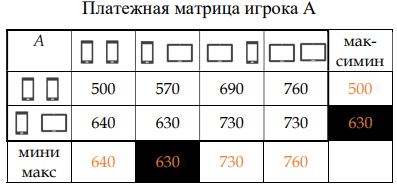 Платежная матрица игрока А
А мак-
симин
500 570 690 760 500
640 630 730 730 630
мини
макс 640 630 730 760